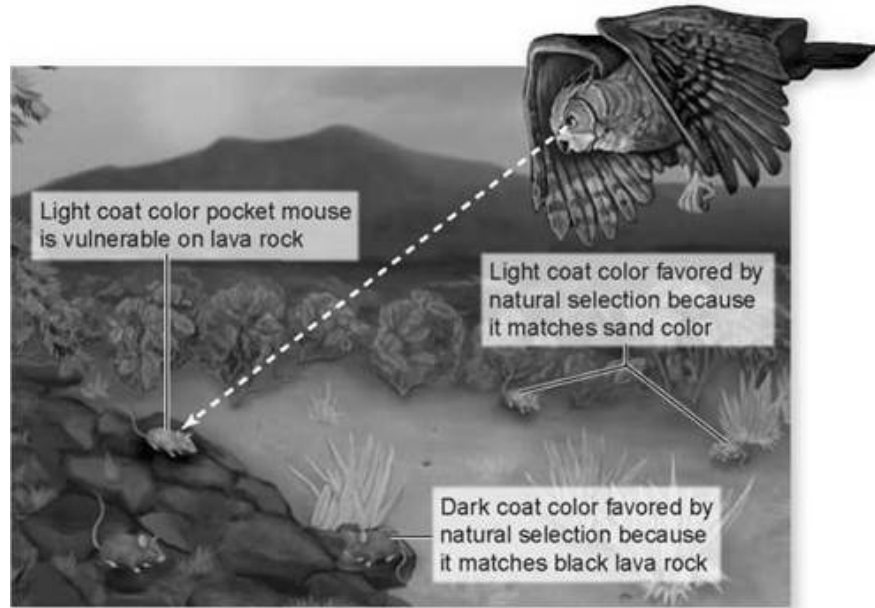 Light coat color pocket mouse
is vulnerable on lava rock
Light coat color favored by
natural selection because
it matches sand color
Dark coat color favored by
natural selection because
it matches black lava rock